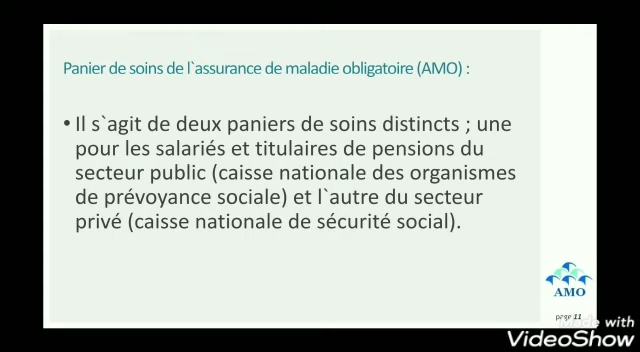 Panier de soins de l`assurance de maladie obligatoire (AMO) :
• Il s`agit de deux paniers de soins distincts ; une
pour les salariés et titulaires de pensions du
secteur public (caisse nationale des organismes
de prévoyance sociale) et l`autre du secteur
privé (caisse nationale de sécurité social).
AMO
page 11
Made with
VideoShow